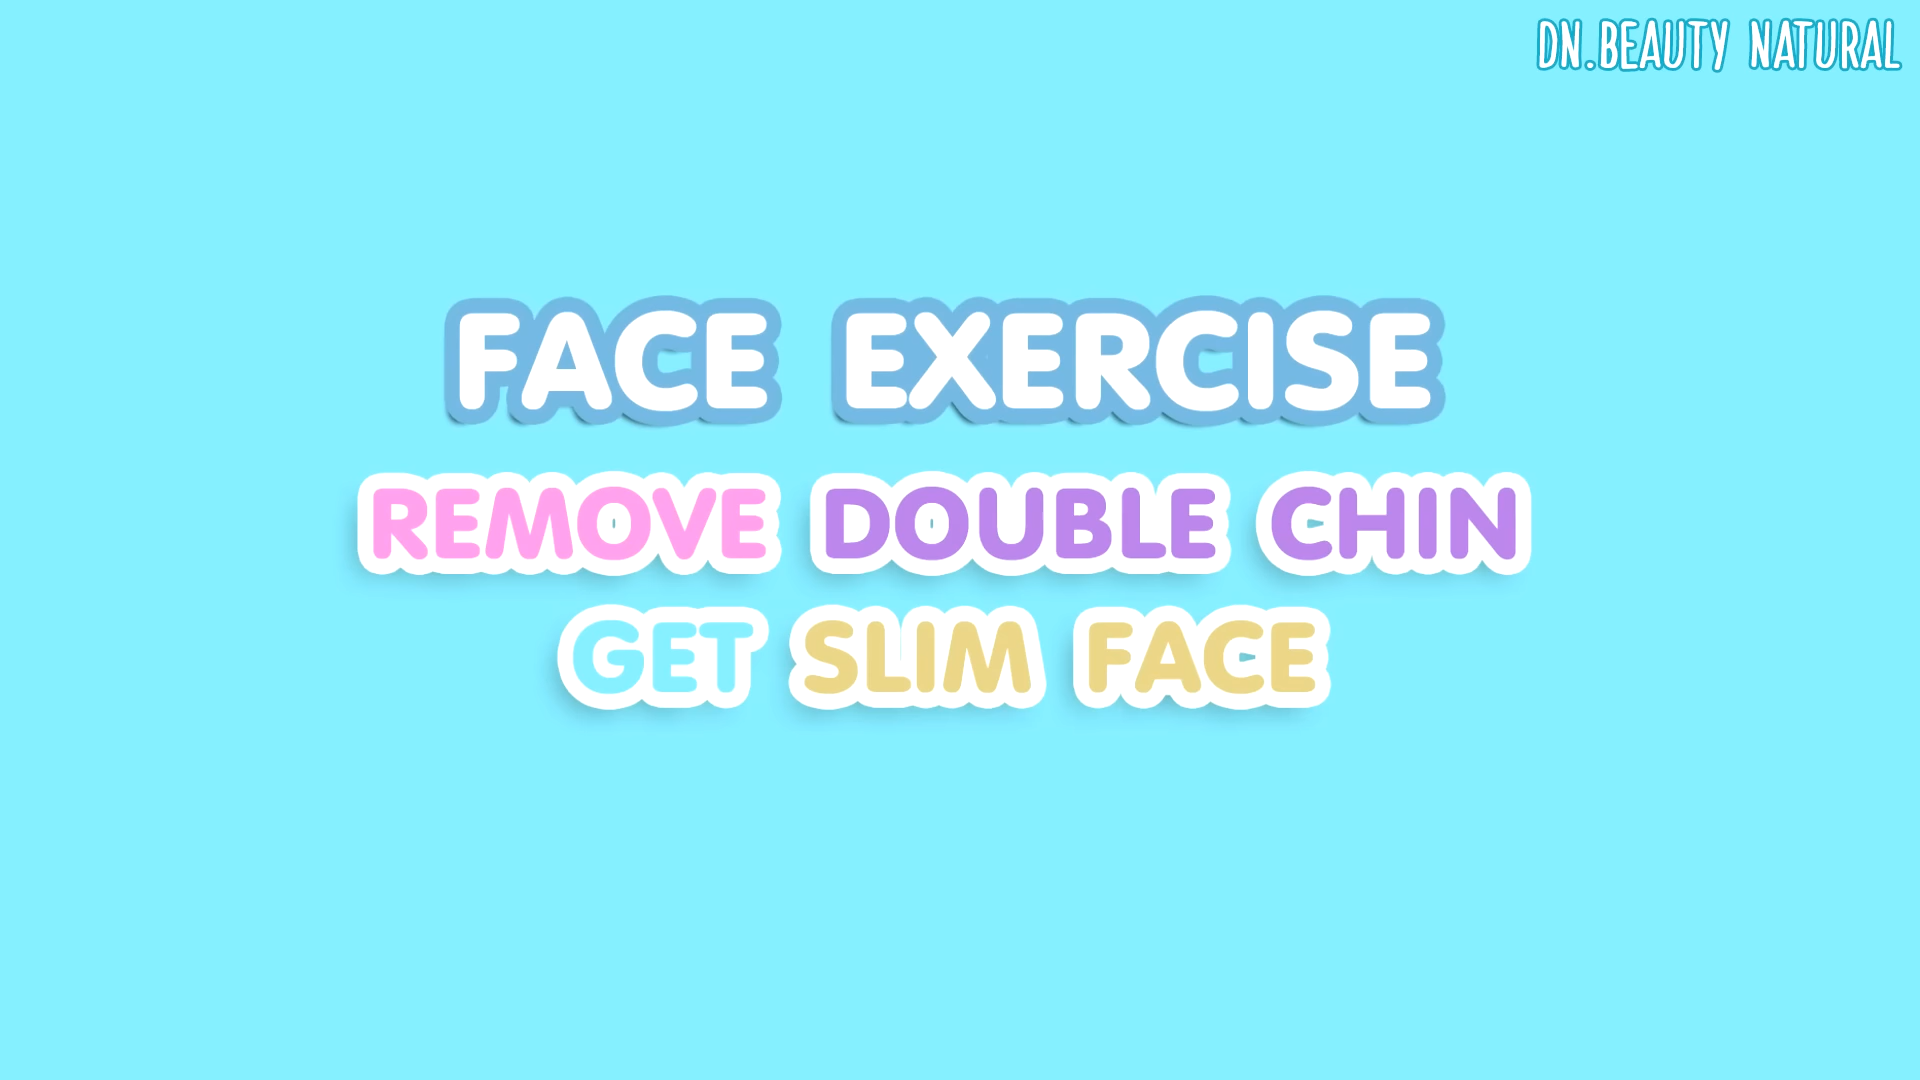 DN.BEAUTY NATURAL
FACE EXERCISE
REMOVE DOUBLE CHIN
GET SLIM FACE